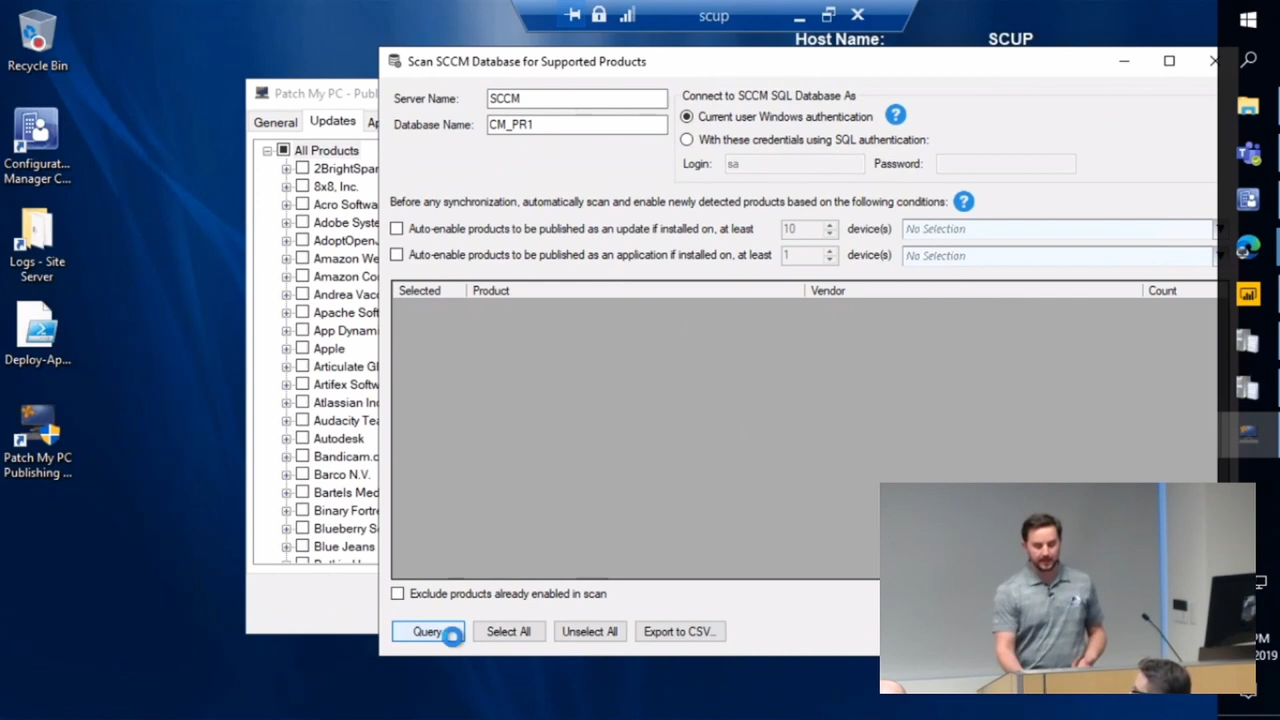 scup
Host Name: SCUP
Recycle Bin
Configurat...
Manager C...
Logs - Site
Server
Deploy-Ap...
Patch My PC
Publishing ...
Patch My PC - Publ
General
Updates
Ap
All Products
2BrightSpar
8x8, Inc.
Acro Softwa
Adobe Syste
AdoptOpenJ
Amazon We
Amazon Co
Andrea Vacc
Apache Soft
App Dynam
Apple
Articulate Gl
Artifex Softw
Atlassian Inc
Audacity Tea
Autodesk
Bandicam.c
Barco N.V.
Bartels Med
Binary Fortre
Blueberry S
Blue Jeans
Scan SCCM Database for Supported Products
Server Name: SCCM
Database Name: CM_PR1
Connect to SCCM SQL Database As
Current user Windows authentication ?
With these credentials using SQL authentication:
Login: sa Password:
Before any synchronization, automatically scan and enable newly detected products based on the following conditions: ?
Auto-enable products to be published as an update if installed on, at least 10 device(s) No Selection
Auto-enable products to be published as an application if installed on, at least 1 device(s) No Selection
Selected Product Vendor Count
Exclude products already enabled in scan
Query Select All Unselect All Export to CSV...
PM
2019